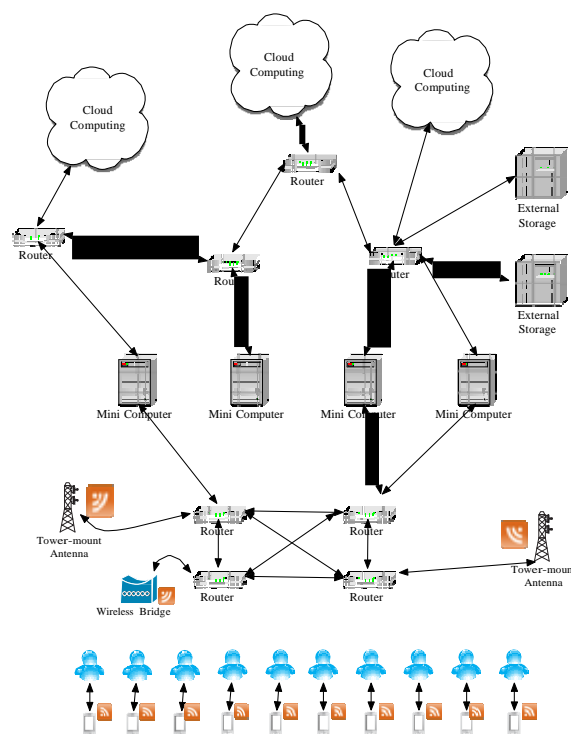 Cloud
Computing
Cloud
Computing
Cloud
Computing
Router
External
Storage
Router
Router
External
Storage
Mini Computer
Mini Computer
Mini Computer
Mini Computer
Router
Router
Tower-mount
Antenna
Tower-mount
Antenna
Router
Router
Wireless Bridge